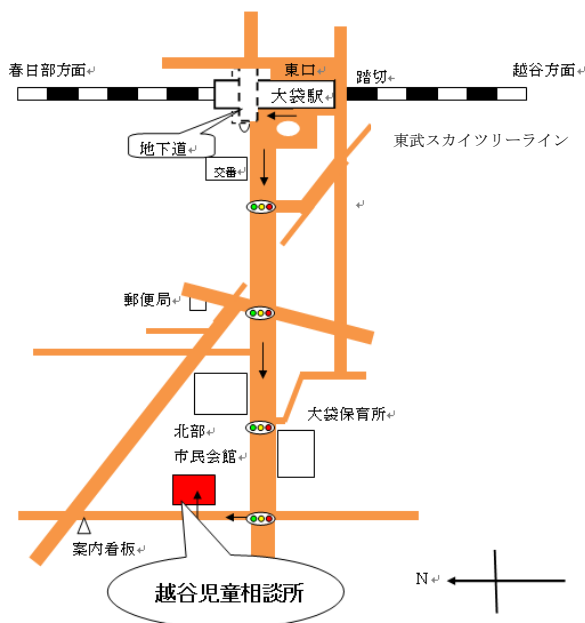 春日部方面
東口
踏切
越谷方面
大袋駅
東武スカイツリーライン
地下道
交番
郵便局
大袋保育所
北部
市民会館
案内看板
越谷児童相談所
N